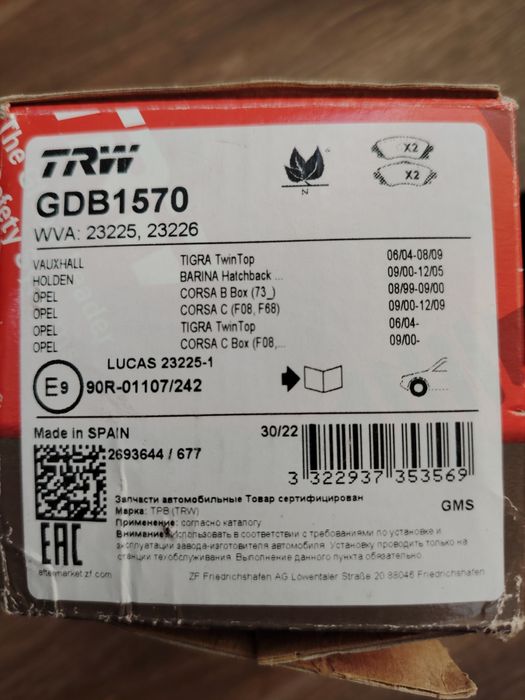 The
Safety
eader
TRW
GDB1570
WVA: 23225, 23226
X2
X2
N
VAUXHALL TIGRA TwinTop 06/04-08/09
HOLDEN BARINA Hatchback ... 09/00-12/05
OPEL CORSA B Box (73_) 08/99-09/00
OPEL CORSA C (F08, F68) 09/00-12/09
OPEL TIGRA TwinTop 06/04-
OPEL CORSA C Box (F08,... 09/00-
LUCAS 23225-1
E9 90R-01107/242
Made in SPAIN 30/22
2693644 / 677
3 322937 353569
Запчасти автомобильные Товар сертифицирован
Марка: ТРВ (TRW) GMS
Применение: согласно каталогу
Внимание: Использовать в соответствии с требованиями по установке и
эксплуатации завода-изготовителя автомобиля. Установку проводить только на
станции техобслуживания. Выполнение данного пункта обязательно.
EAC
aftermarket.zf.com
ZF Friedrichshafen AG Löwentaler Straße 20 88046 Friedrichshafen